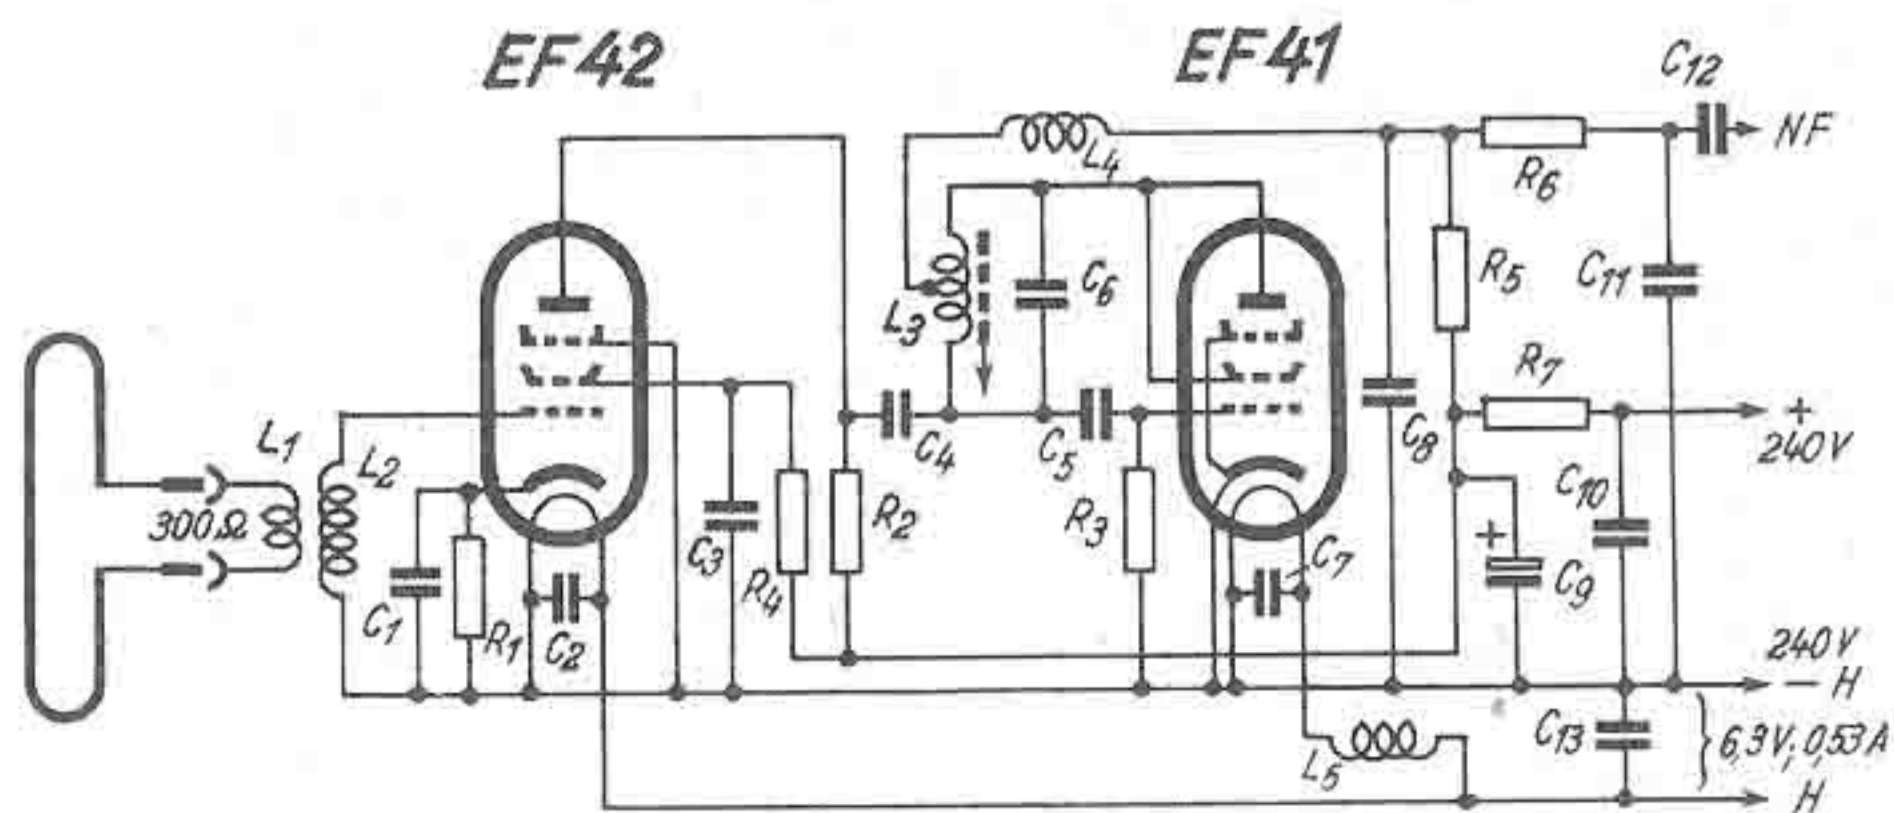 EF42
EF41
C12
NF
L4
R6
C6
R5
C11
L3
R7
+
240V
L1
L2
C4
C5
C8
C10
300Ω
R2
R3
C3
+
C7
C9
C1
R1
C2
R4
240V
— H
C13
6,3V; 0,53A
L5
H